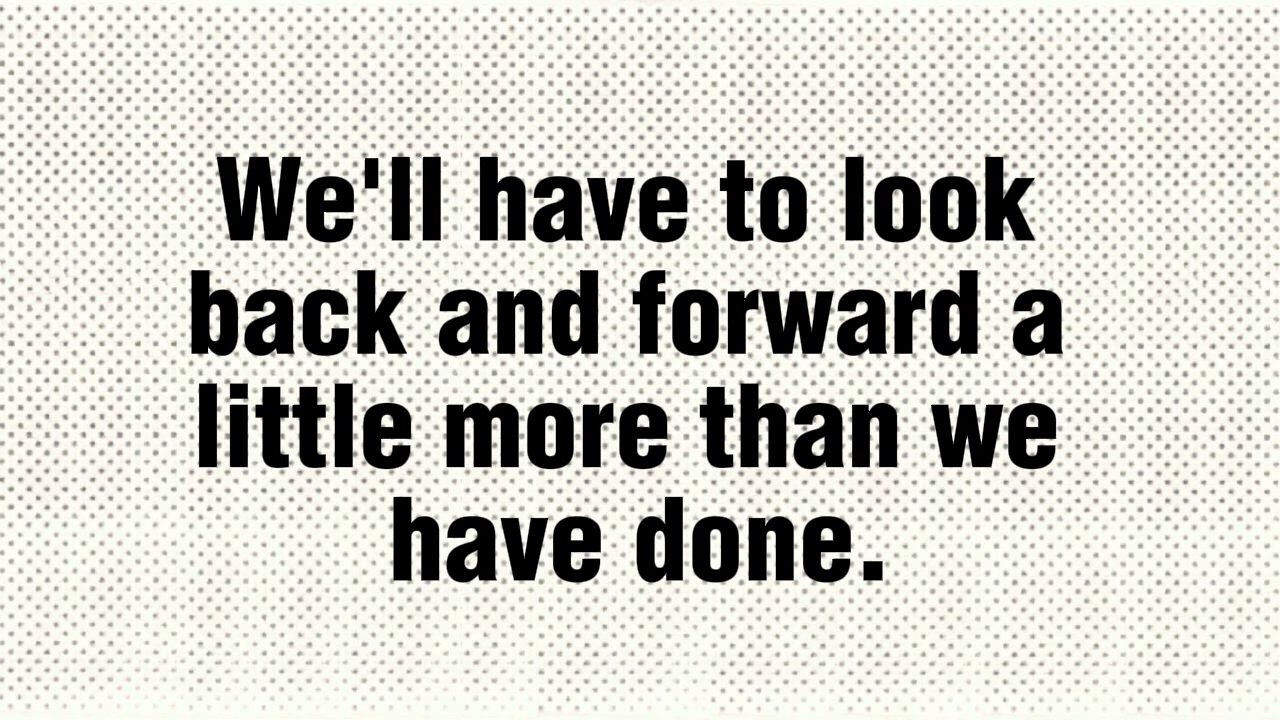 We'll have to look
back and forward a
little more than we
have done.